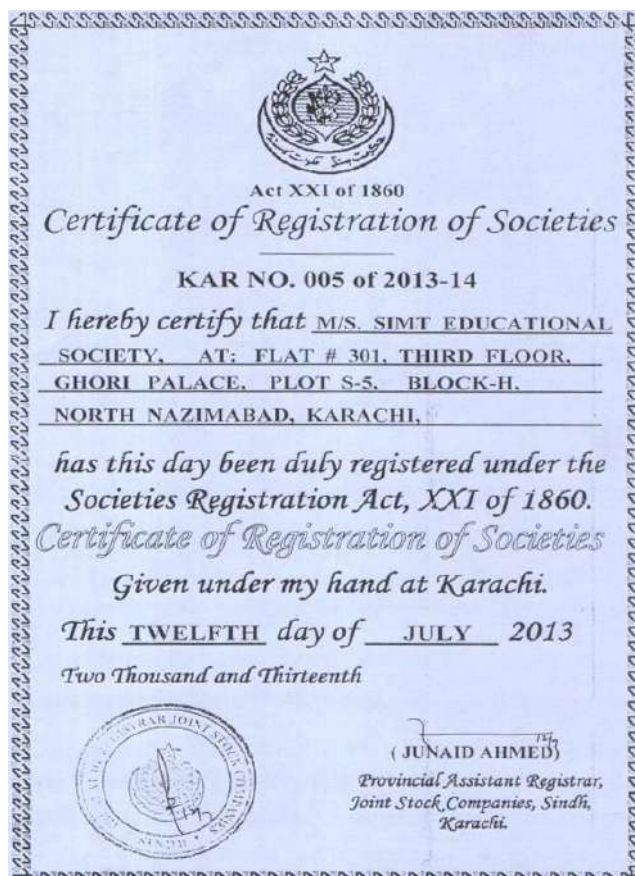 Act XXI of 1860
Certificate of Registration of Societies
KAR NO. 005 of 2013-14
I hereby certify that M/S. SIMT EDUCATIONAL
SOCIETY, AT: FLAT # 301, THIRD FLOOR,
GHORI PALACE, PLOT S-5, BLOCK-H,
NORTH NAZIMABAD, KARACHI,
has this day been duly registered under the
Societies Registration Act, XXI of 1860.
Certificate of Registration of Societies
Given under my hand at Karachi.
This TWELFTH day of JULY 2013
Two Thousand and Thirteenth
JOINT STOCK COMPANIES
SINDH
( JUNAID AHMED)
Provincial Assistant Registrar,
Joint Stock Companies, Sindh,
Karachi.